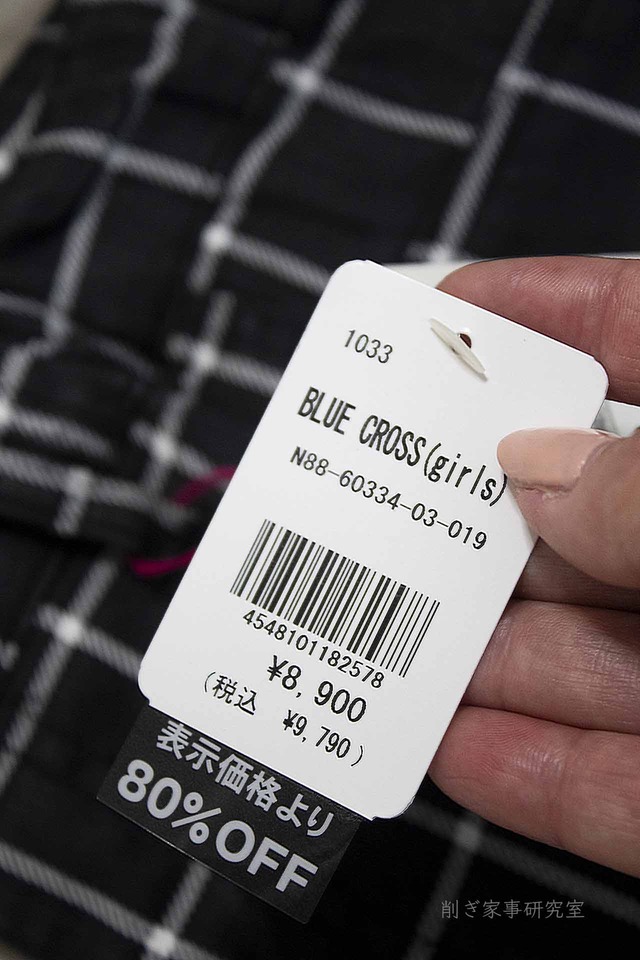 1033
BLUE CROSS(girls)
N88-60334-03-019
4548101182578
¥8,900
(税込 ¥9,790)
表示価格より
80%OFF
削ぎ家事研究室